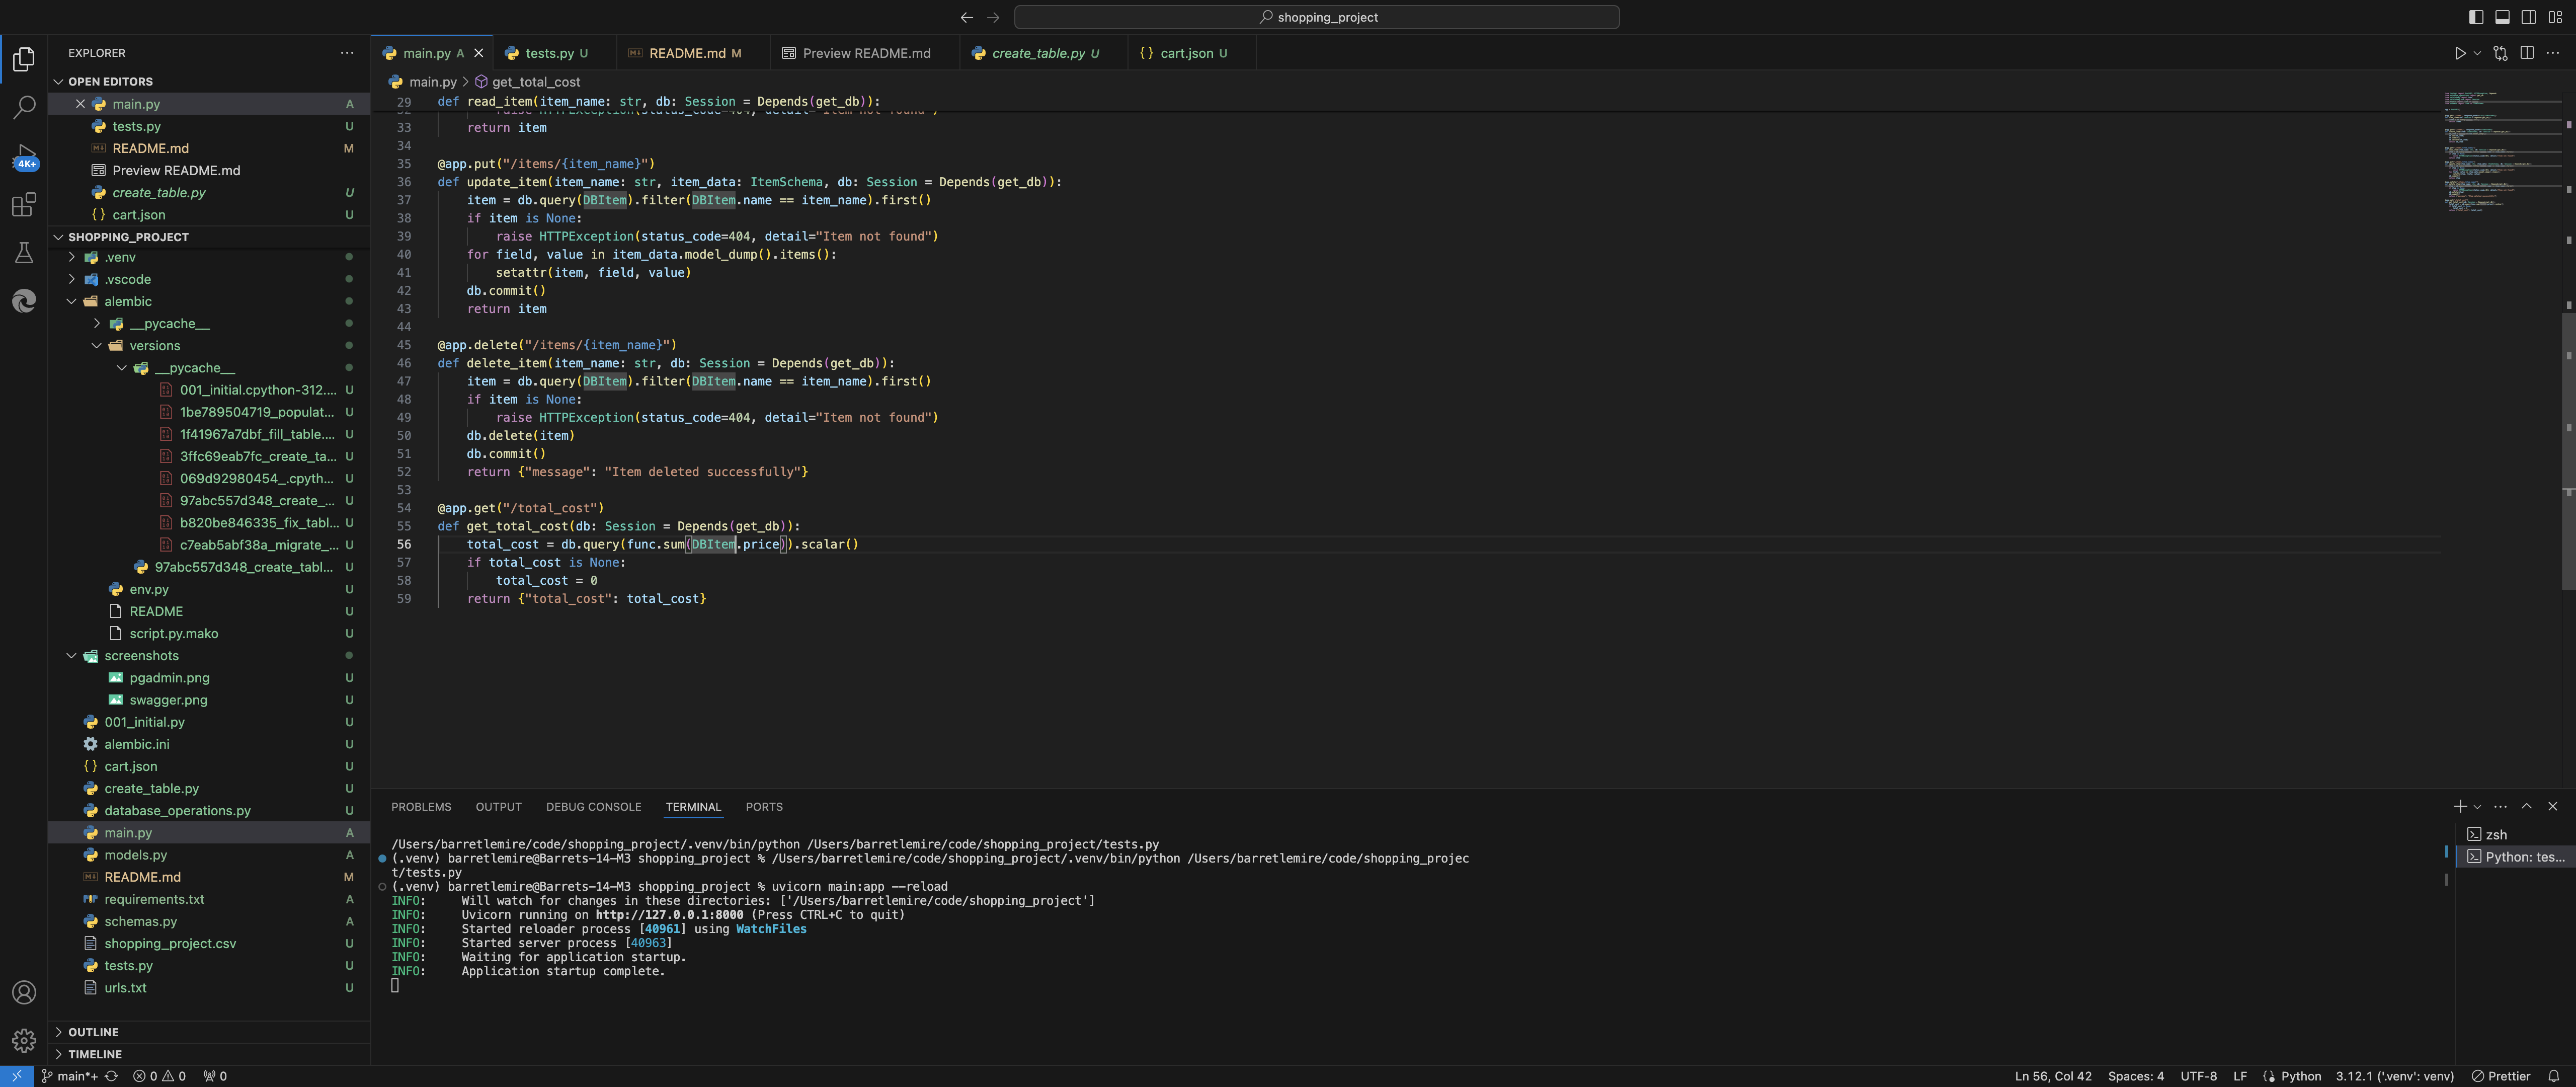 shopping_project
EXPLORER
OPEN EDITORS
main.py A
tests.py U
README.md M
Preview README.md
create_table.py U
cart.json U
SHOPPING_PROJECT
.venv
.vscode
alembic
__pycache__
versions
__pycache__
001_initial.cpython-312.... U
1be789504719_populat... U
1f41967a7dbf_fill_table.... U
3ffc69eab7fc_create_ta... U
069d92980454_.cpyth... U
97abc557d348_create_... U
b820be846335_fix_tabl... U
c7eab5abf38a_migrate_... U
97abc557d348_create_tabl... U
env.py U
README U
script.py.mako U
screenshots
pgadmin.png U
swagger.png U
001_initial.py U
alembic.ini U
cart.json U
create_table.py U
database_operations.py U
main.py A
models.py A
README.md M
requirements.txt A
schemas.py A
shopping_project.csv U
tests.py U
urls.txt U
OUTLINE
TIMELINE
4K+
main.py A
tests.py U
README.md M
Preview README.md
create_table.py U
cart.json U
main.py > get_total_cost
29 def read_item(item_name: str, db: Session = Depends(get_db)):
33 return item
34
35 @app.put("/items/{item_name}")
36 def update_item(item_name: str, item_data: ItemSchema, db: Session = Depends(get_db)):
37 item = db.query(DBItem).filter(DBItem.name == item_name).first()
38 if item is None:
39 raise HTTPException(status_code=404, detail="Item not found")
40 for field, value in item_data.model_dump().items():
41 setattr(item, field, value)
42 db.commit()
43 return item
44
45 @app.delete("/items/{item_name}")
46 def delete_item(item_name: str, db: Session = Depends(get_db)):
47 item = db.query(DBItem).filter(DBItem.name == item_name).first()
48 if item is None:
49 raise HTTPException(status_code=404, detail="Item not found")
50 db.delete(item)
51 db.commit()
52 return {"message": "Item deleted successfully"}
53
54 @app.get("/total_cost")
55 def get_total_cost(db: Session = Depends(get_db)):
56 total_cost = db.query(func.sum(DBItem.price)).scalar()
57 if total_cost is None:
58 total_cost = 0
59 return {"total_cost": total_cost}
PROBLEMS OUTPUT DEBUG CONSOLE TERMINAL PORTS
/Users/barretlemire/code/shopping_project/.venv/bin/python /Users/barretlemire/code/shopping_project/tests.py
(.venv) barretlemire@Barrets-14-M3 shopping_project % /Users/barretlemire/code/shopping_project/.venv/bin/python /Users/barretlemire/code/shopping_projec
t/tests.py
(.venv) barretlemire@Barrets-14-M3 shopping_project % uvicorn main:app --reload
INFO: Will watch for changes in these directories: ['/Users/barretlemire/code/shopping_project']
INFO: Uvicorn running on http://127.0.0.1:8000 (Press CTRL+C to quit)
INFO: Started reloader process [40961] using WatchFiles
INFO: Started server process [40963]
INFO: Waiting for application startup.
INFO: Application startup complete.
zsh
Python: tes...
main*+ 0 0 0
Ln 56, Col 42 Spaces: 4 UTF-8 LF Python 3.12.1 ('.venv': venv) Prettier